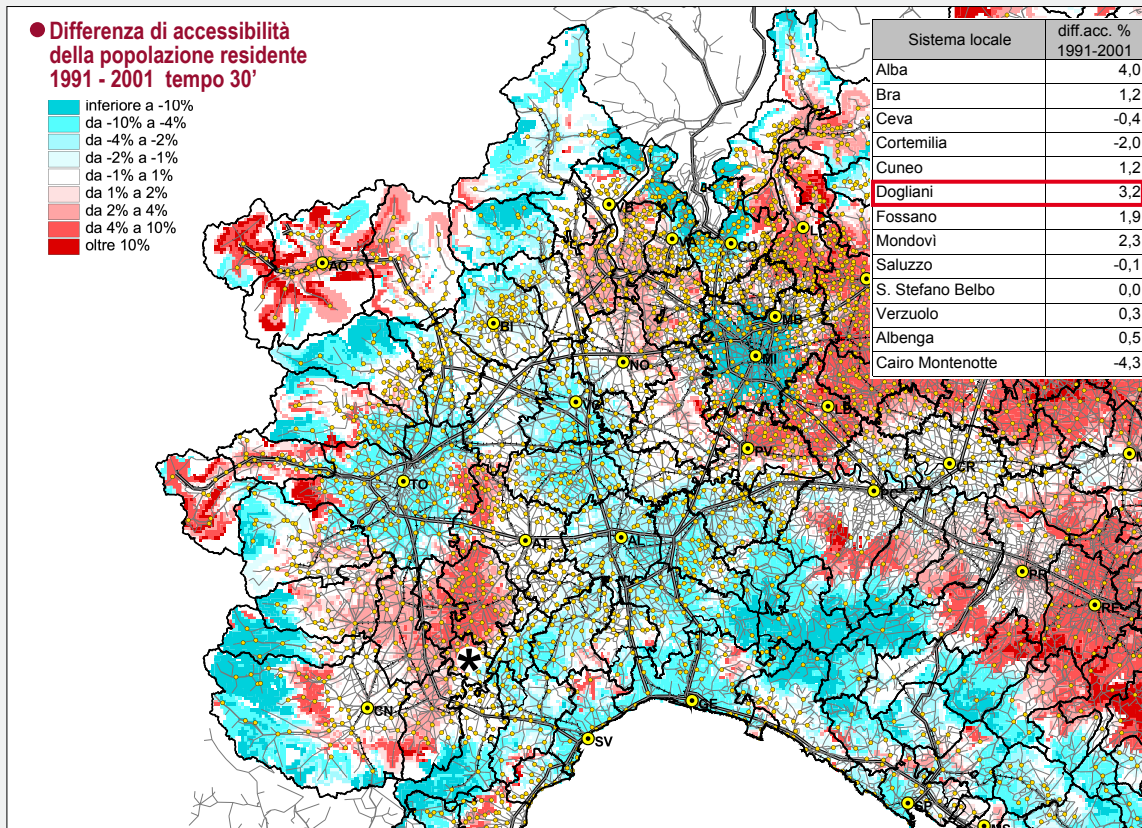 Differenza di accessibilità
della popolazione residente
1991 - 2001 tempo 30’
inferiore a -10%
da -10% a -4%
da -4% a -2%
da -2% a -1%
da -1% a 1%
da 1% a 2%
da 2% a 4%
da 4% a 10%
oltre 10%
Sistema locale diff.acc. % 1991-2001
Alba 4,0
Bra 1,2
Ceva -0,4
Cortemilia -2,0
Cuneo 1,2
Dogliani 3,2
Fossano 1,9
Mondovì 2,3
Saluzzo -0,1
S. Stefano Belbo 0,0
Verzuolo 0,3
Albenga 0,5
Cairo Montenotte -4,3
VB
VA
CO
LC
AO
BI
MB
MI
NO
VC
LO
PV
CR
TO
PC
AT
AL
PR
RE
*
CN
GE
SV
SP
MS